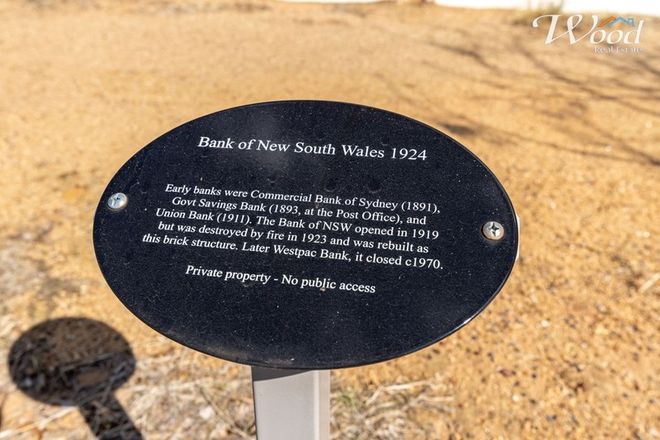 Wood
Real Estate
Bank of New South Wales 1924
Early banks were Commercial Bank of Sydney (1891),
Govt Savings Bank (1893, at the Post Office), and
Union Bank (1911). The Bank of NSW opened in 1919
but was destroyed by fire in 1923 and was rebuilt as
this brick structure. Later Westpac Bank, it closed c1970.
Private property - No public access